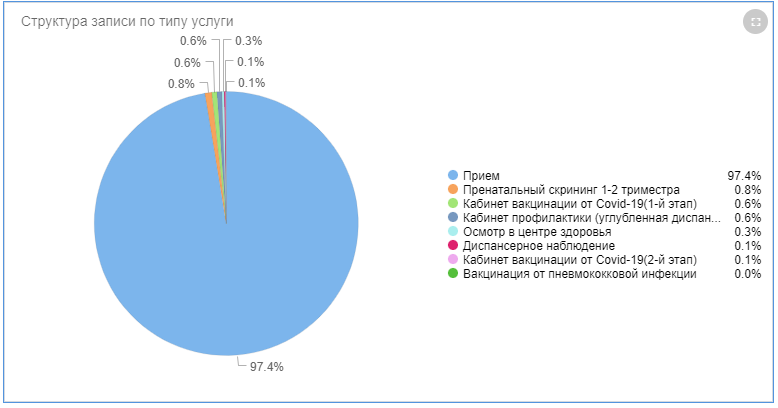 Структура записи по типу услуги
0.6%
0.3%
0.6%
0.1%
0.8%
0.1%
97.4%
Прием 97.4%
Пренатальный скрининг 1-2 триместра 0.8%
Кабинет вакцинации от Covid-19(1-й этап) 0.6%
Кабинет профилактики (углубленная диспан... 0.6%
Осмотр в центре здоровья 0.3%
Диспансерное наблюдение 0.1%
Кабинет вакцинации от Covid-19(2-й этап) 0.1%
Вакцинация от пневмококковой инфекции 0.0%